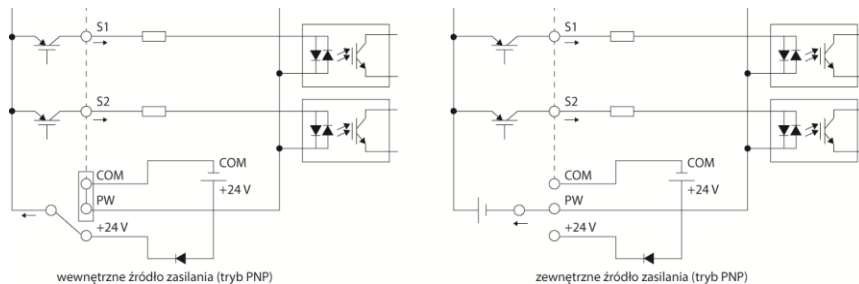 S1
S2
COM
COM
PW
+24 V
+24 V
wewnętrzne źródło zasilania (tryb PNP)
S1
S2
COM
COM
PW
+24 V
+24 V
zewnętrzne źródło zasilania (tryb PNP)